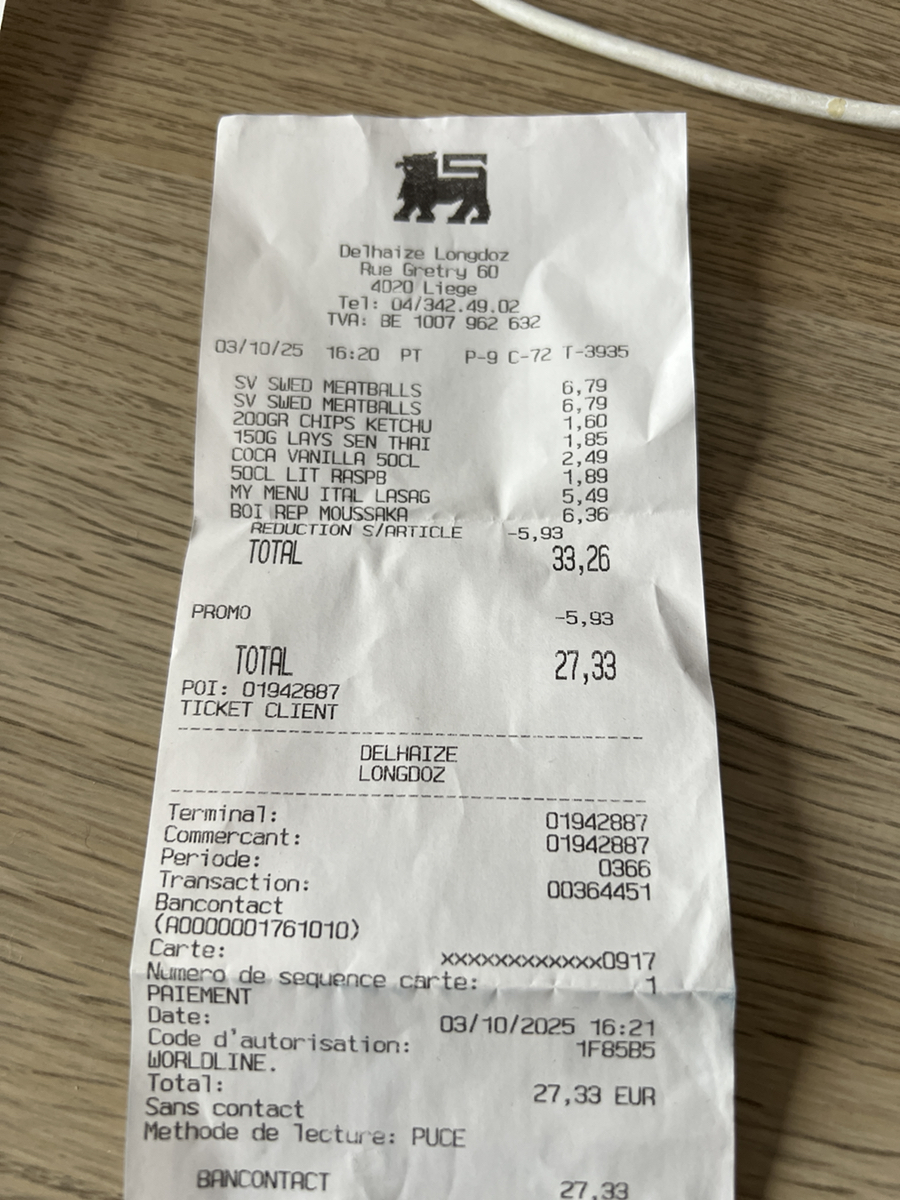 Delhaize Longdoz
Rue Gretry 60
4020 Liege
Tel: 04/342.49.02
TVA: BE 1007 962 632
03/10/25 16:20 PT P-9 C-72 T-3935
SV SWED MEATBALLS 6,79
SV SWED MEATBALLS 6,79
200GR CHIPS KETCHU 1,60
150G LAYS SEN THAI 1,85
COCA VANILLA 50CL 2,49
50CL LIT RASPB 1,89
MY MENU ITAL LASAG 5,49
BOI REP MOUSSAKA 6,36
REDUCTION S/ARTICLE -5,93
TOTAL 33,26
PROMO -5,93
TOTAL 27,33
POI: 01942887
TICKET CLIENT
DELHAIZE
LONGDOZ
Terminal: 01942887
Commercant: 01942887
Periode: 0366
Transaction: 00364451
Bancontact
(A0000001761010)
Carte: xxxxxxxxxxxxx0917
Numero de sequence carte: 1
PAIEMENT
Date: 03/10/2025 16:21
Code d'autorisation: 1F85B5
WORLDLINE.
Total: 27,33 EUR
Sans contact
Methode de lecture: PUCE
BANCONTACT 27,33